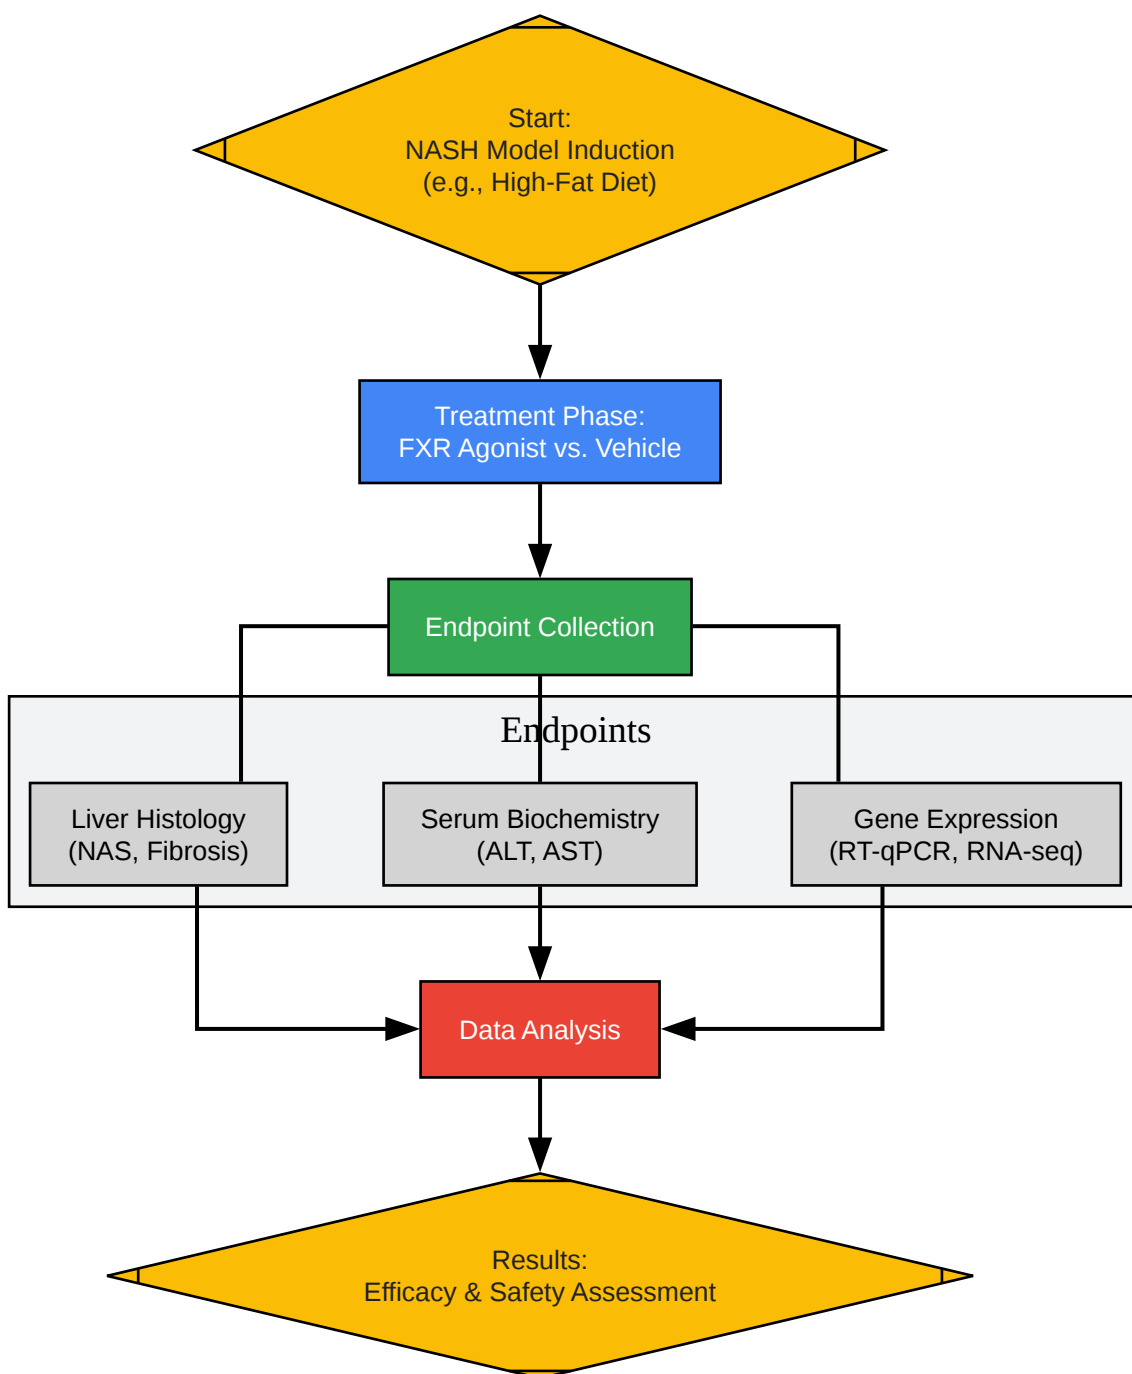 Start:
NASH Model Induction
(e.g., High-Fat Diet)
Treatment Phase:
FXR Agonist vs. Vehicle
Endpoint Collection
Endpoints
Liver Histology
(NAS, Fibrosis)
Serum Biochemistry
(ALT, AST)
Gene Expression
(RT-qPCR, RNA-seq)
Data Analysis
Results:
Efficacy & Safety Assessment